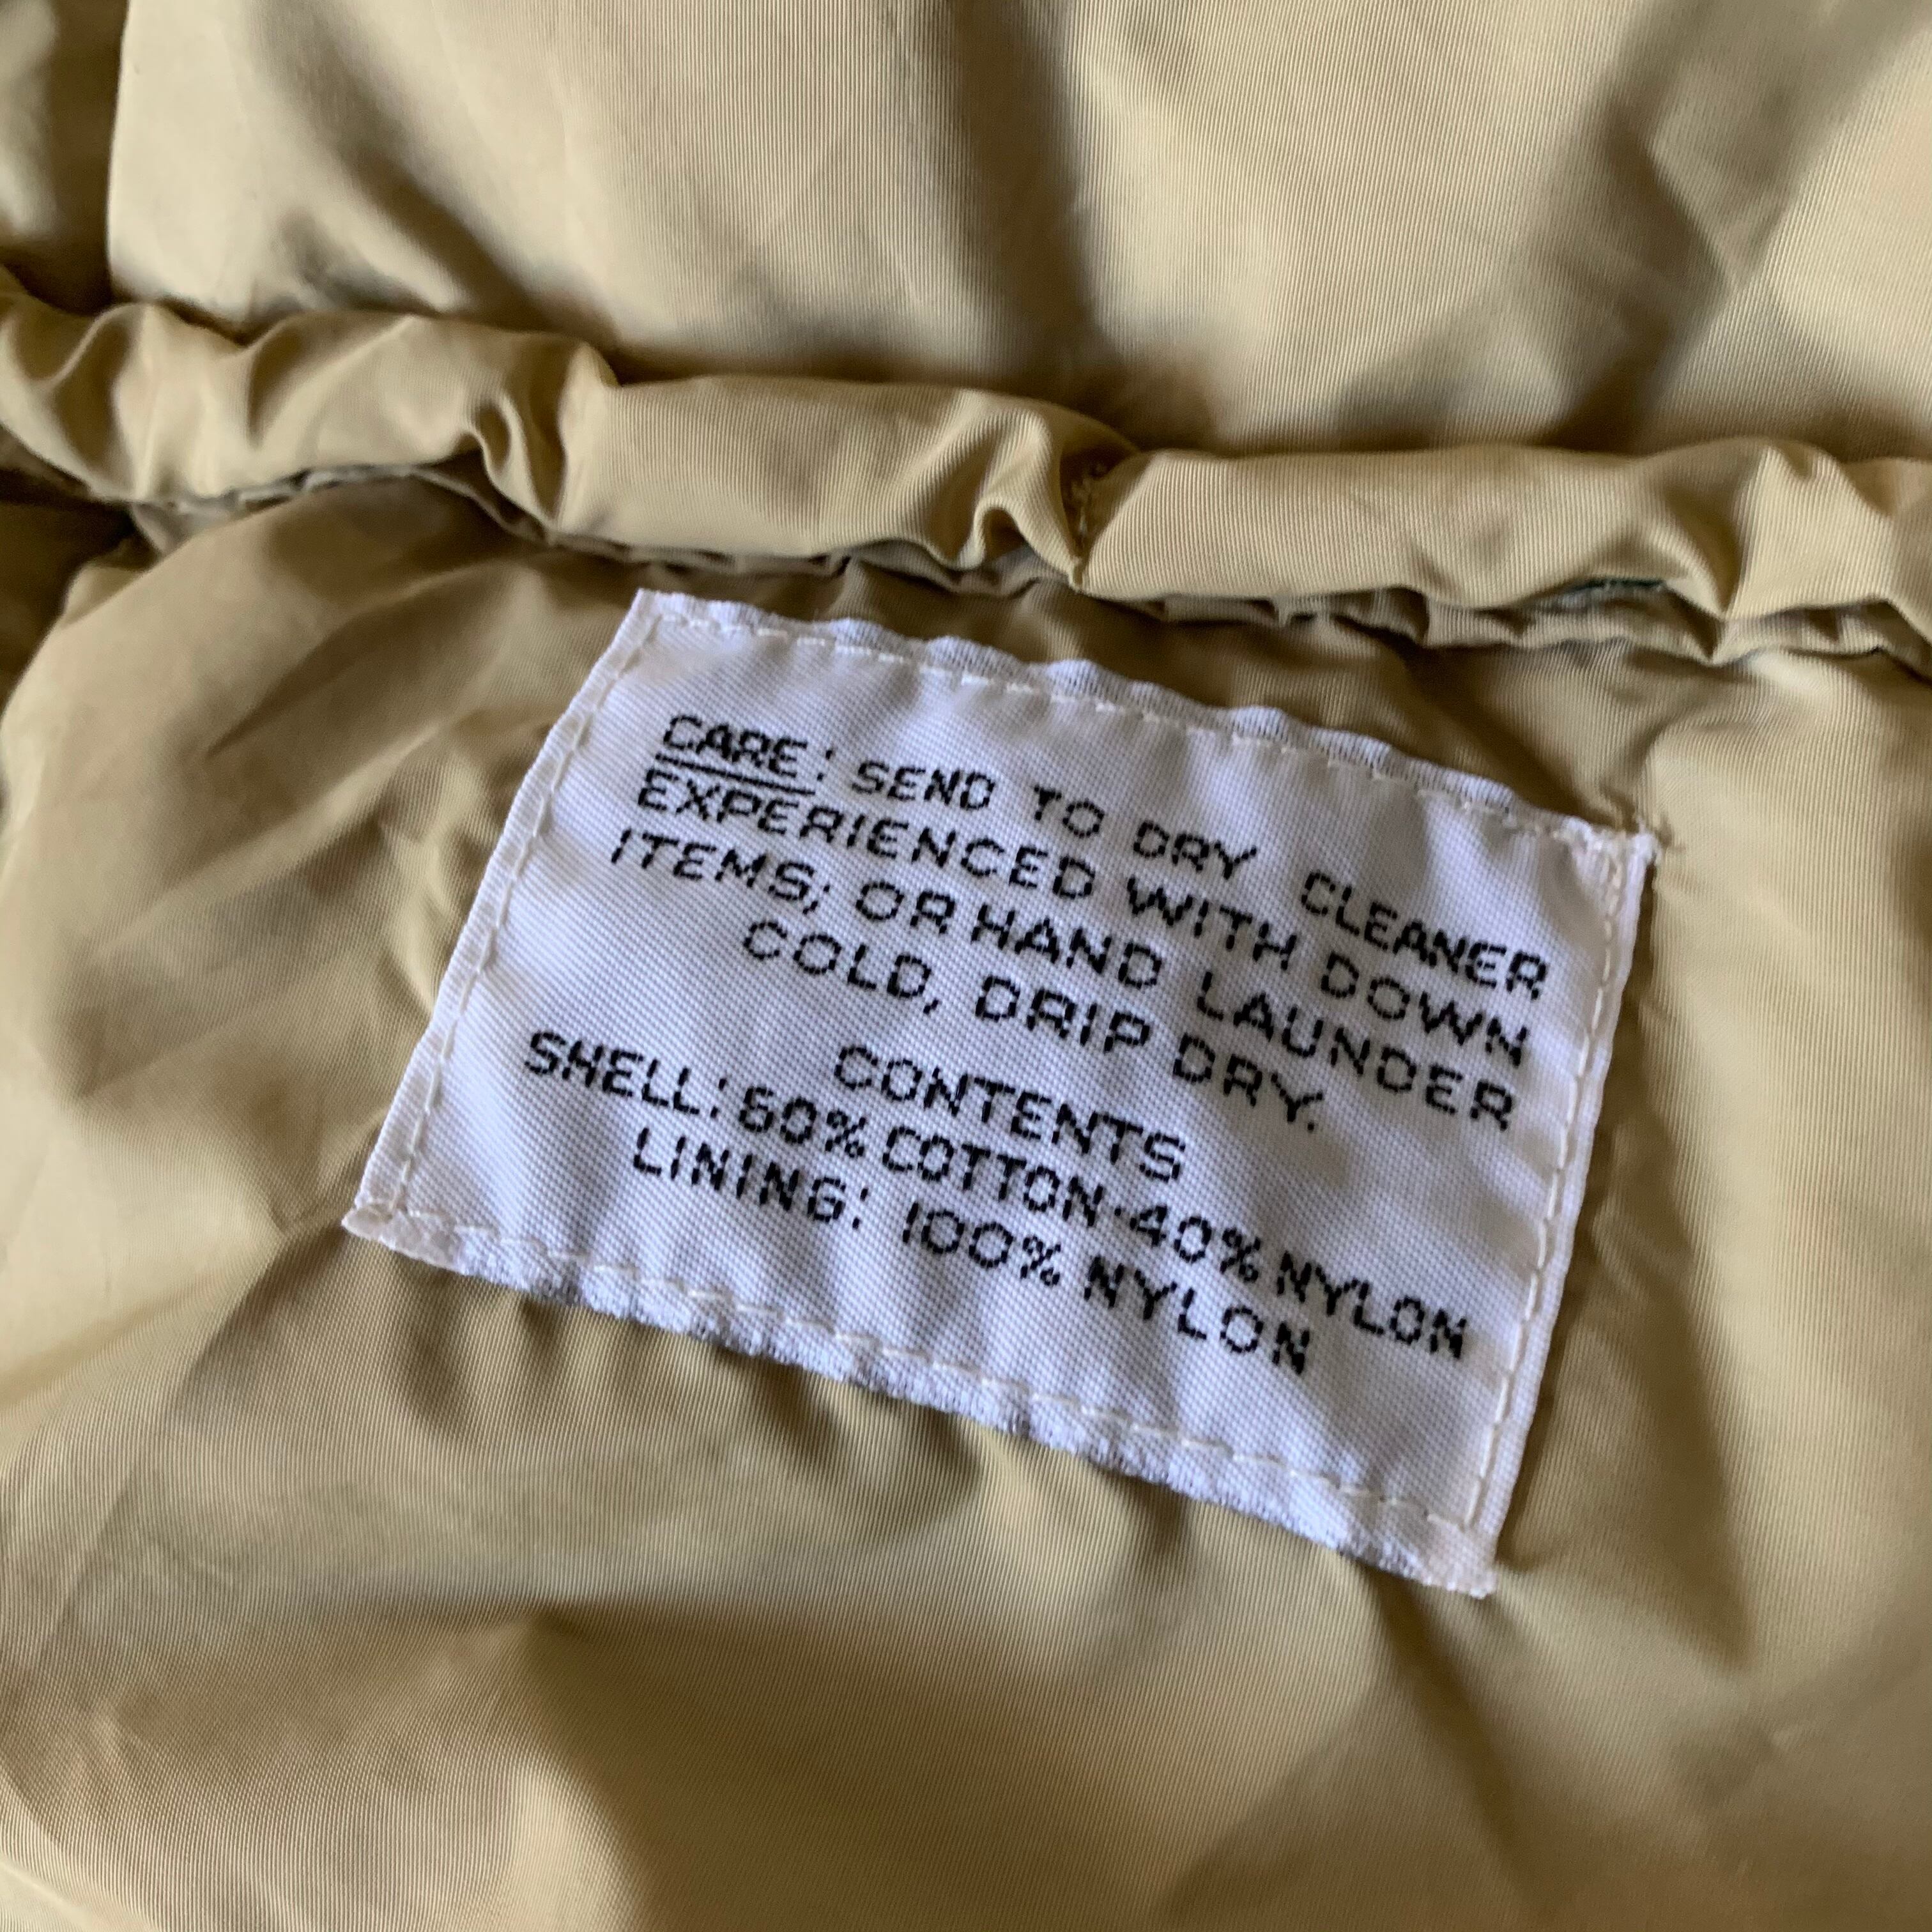 CARE: SEND TO DRY CLEANER
EXPERIENCED WITH DOWN
ITEMS; OR HAND LAUNDER
COLD, DRIP DRY.
CONTENTS
SHELL: 60% COTTON·40% NYLON
LINING: 100% NYLON